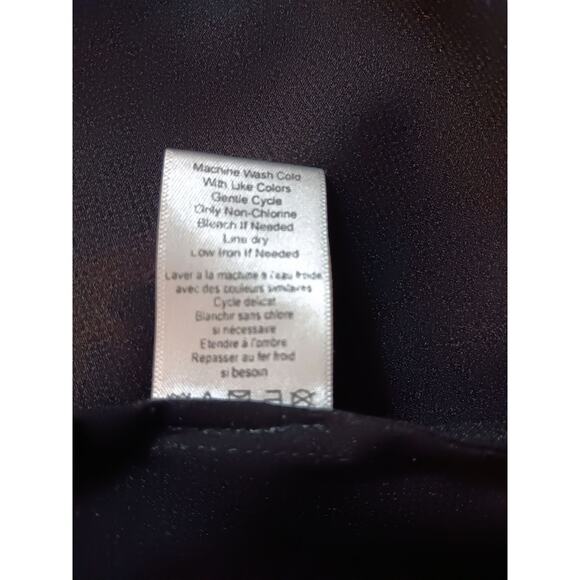 Machine Wash Cold
With Like Colors
Gentle Cycle
Only Non-Chlorine
Bleach If Needed
Line dry
Low Iron If Needed
Laver a la machine a l'eau froide
avec des couleurs similaires
Cycle delicat
Blanchir sans chlore
si nécessaire
Etendre à l'ombre
Repasser au fer froid
si besoin